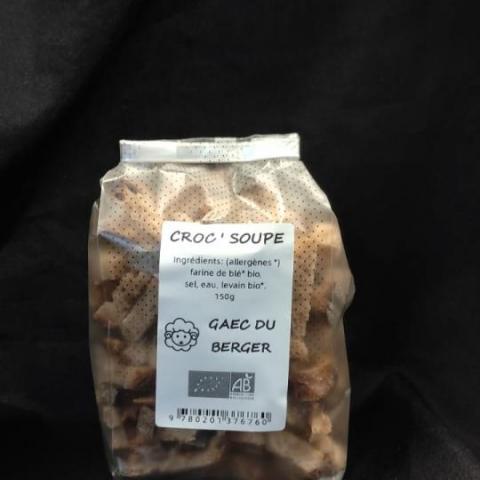 CROC' SOUPE
Ingrédients: (allergènes *)
farine de blé* bio,
sel, eau, levain bio*.
150g
GAEC DU
BERGER
AB
9 780201 376760